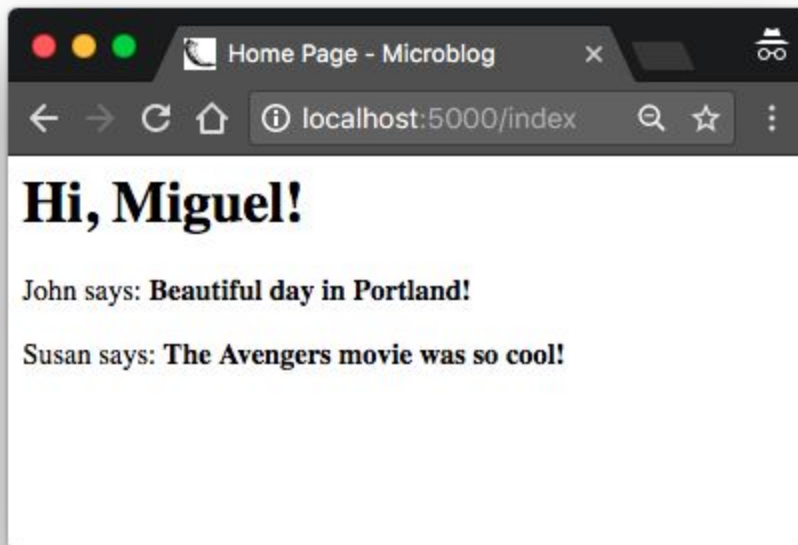 Home Page - Microblog
localhost:5000/index
Hi, Miguel!
John says: Beautiful day in Portland!
Susan says: The Avengers movie was so cool!